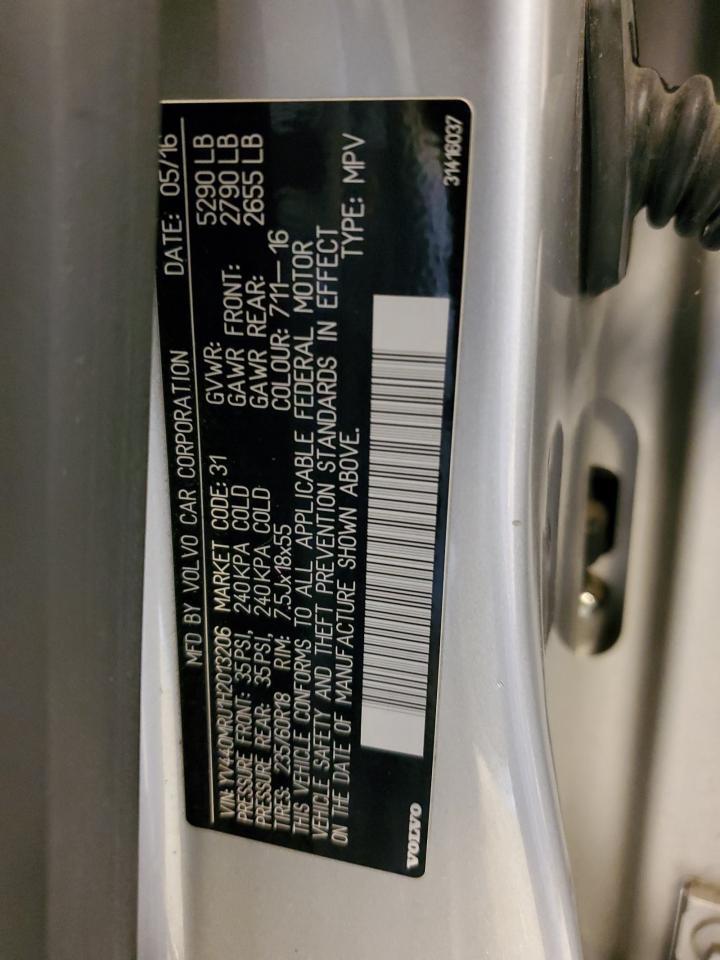 MFD BY VOLVO CAR CORPORATION DATE: 05/16
VIN: YV440MRU1H2013206 MARKET CODE: 31 GVWR: 5290 LB
PRESSURE FRONT: 35PSI, 240KPA COLD GAWR FRONT: 2790 LB
PRESSURE REAR: 35PSI, 240KPA COLD GAWR REAR: 2655 LB
TIRES: 235/60R18 RIM: 7.5Jx18x55 COLOUR: 711— 16
THIS VEHICLE CONFORMS TO ALL APPLICABLE FEDERAL MOTOR
VEHICLE SAFETY AND THEFT PREVENTION STANDARDS IN EFFECT
ON THE DATE OF MANUFACTURE SHOWN ABOVE. TYPE: MPV
VOLVO 31416037